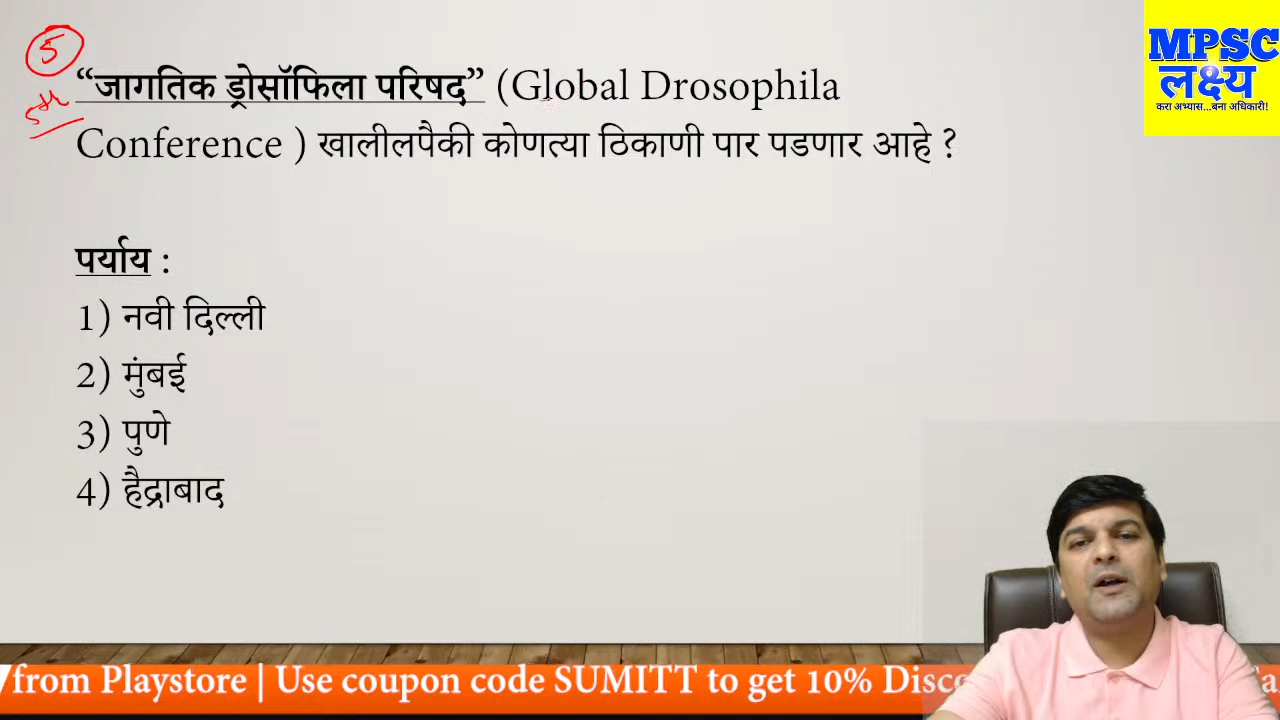 5
“जागतिक ड्रोसॉफिला परिषद” (Global Drosophila
Conference ) खालीलपैकी कोणत्या ठिकाणी पार पडणार आहे ?
पर्याय :
1) नवी दिल्ली
2) मुंबई
3) पुणे
4) हैद्राबाद
MPSC
लक्ष्य
करा अभ्यास...बना अधिकारी!
from Playstore | Use coupon code SUMITT to get 10%